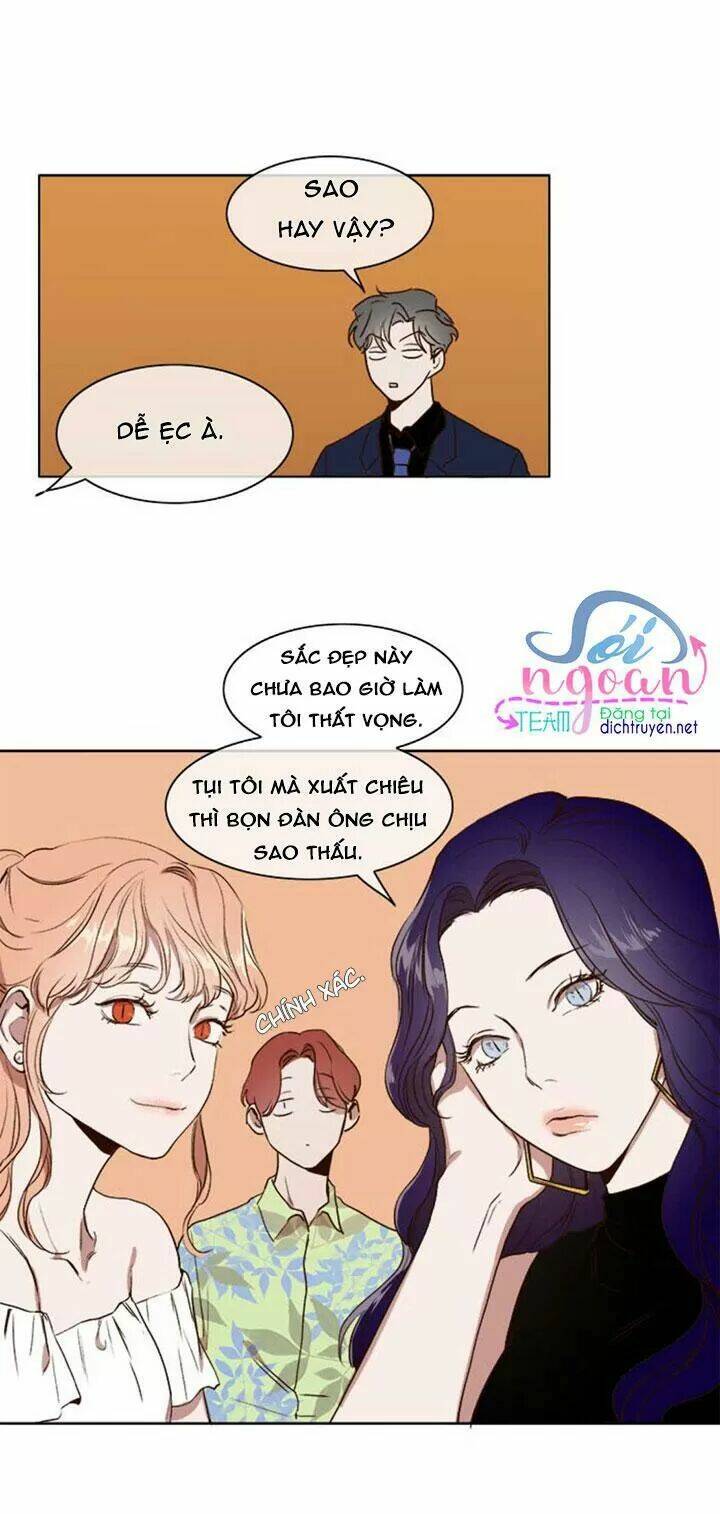 SAO
HAY VẬY?
DỄ ẸC À.
SẮC ĐẸP NÀY
CHƯA BAO GIỜ LÀM
TÔI THẤT VỌNG.
Sói
ngoan
TEAM
Đăng tại
dichtruyen.net
TỤI TÔI MÀ XUẤT CHIÊU
THÌ BỌN ĐÀN ÔNG CHỊU
SAO THẤU.
CHÍNH XÁC.